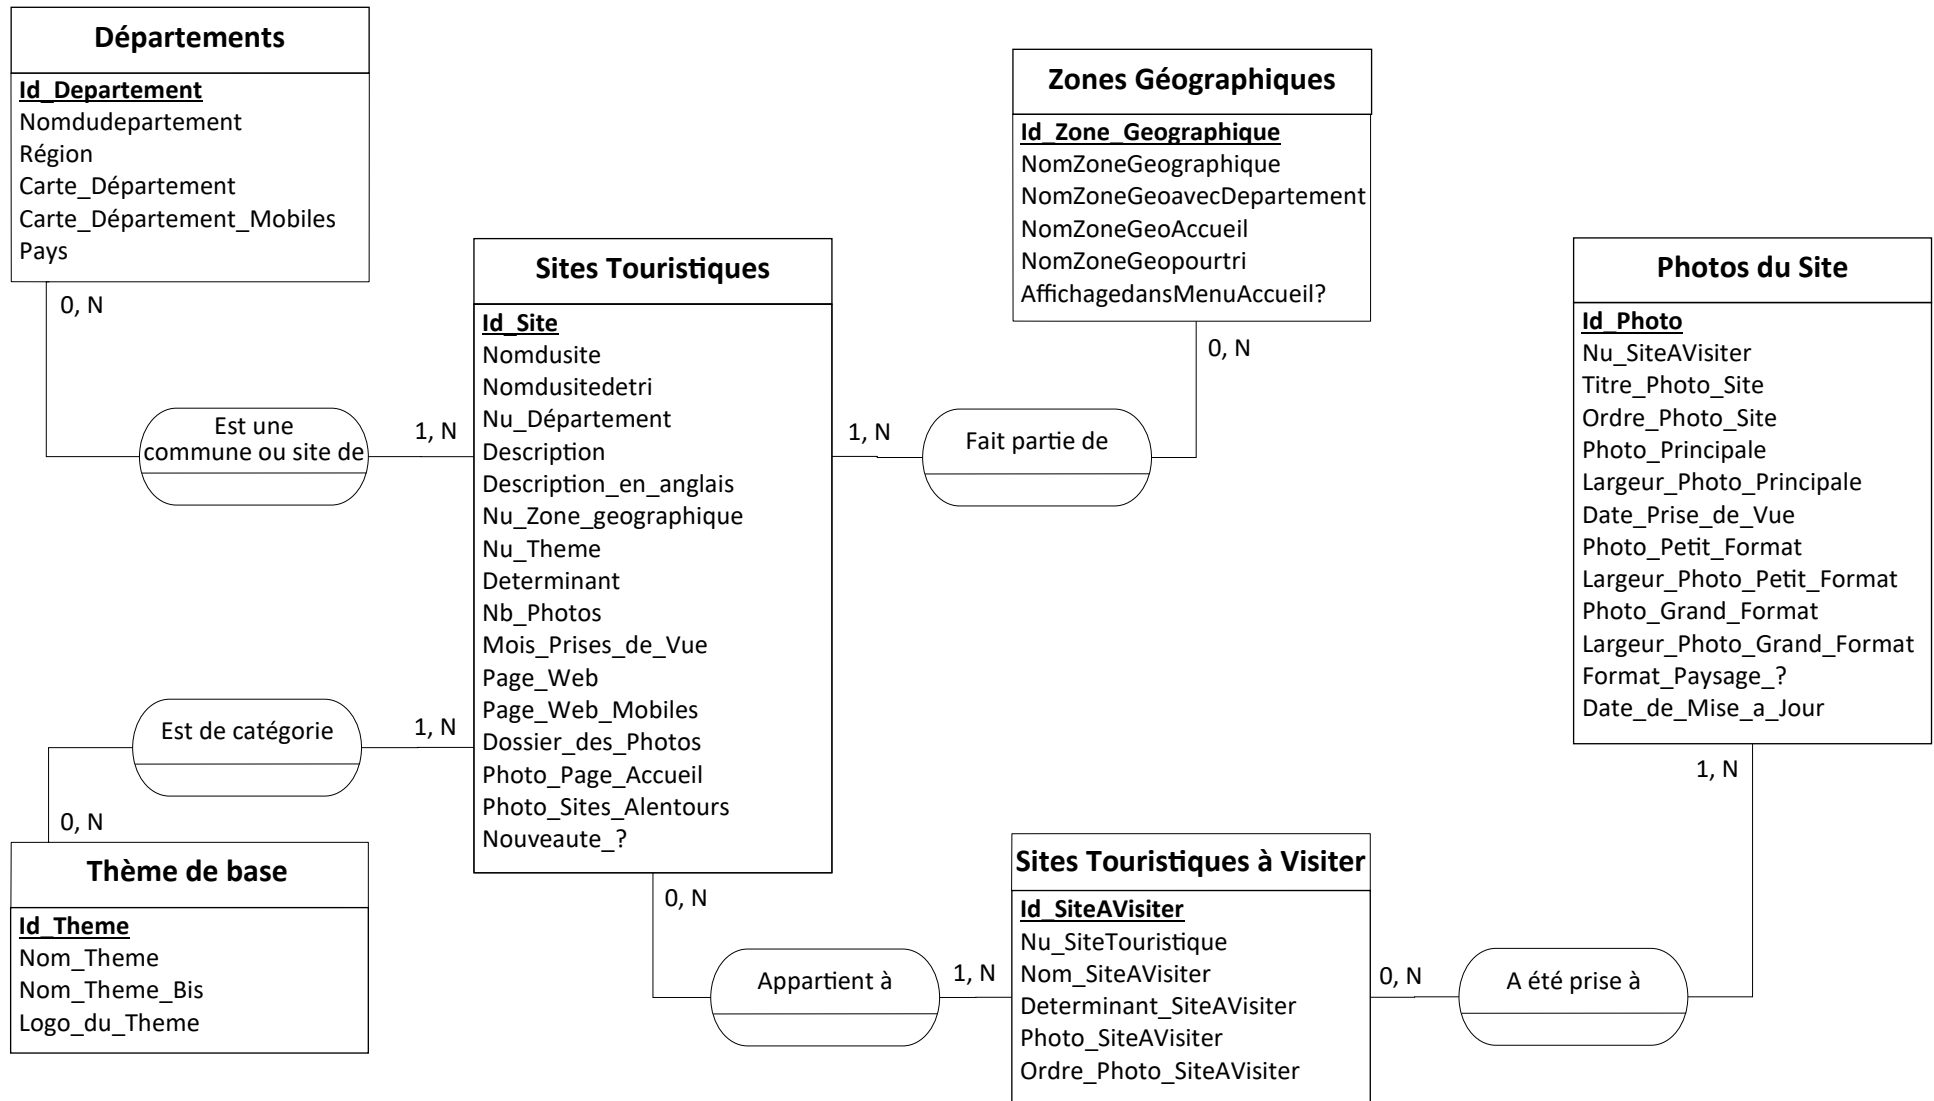 Départements
Id_Departement
Nomdudepartement
Région
Carte_Département
Carte_Département_Mobiles
Pays
0, N
Est une
commune ou site de
1, N
Sites Touristiques
Id_Site
Nomdusite
Nomdusitedetri
Nu_Département
Description
Description_en_anglais
Nu_Zone_geographique
Nu_Theme
Determinant
Nb_Photos
Mois_Prises_de_Vue
Page_Web
Page_Web_Mobiles
Dossier_des_Photos
Photo_Page_Accueil
Photo_Sites_Alentours
Nouveaute_?
1, N
Fait partie de
0, N
Zones Géographiques
Id_Zone_Geographique
NomZoneGeographique
NomZoneGeoavecDepartement
NomZoneGeoAccueil
NomZoneGeopourtri
AffichagedansMenuAccueil?
Est de catégorie
1, N
0, N
Thème de base
Id_Theme
Nom_Theme
Nom_Theme_Bis
Logo_du_Theme
0, N
Appartient à
1, N
Sites Touristiques à Visiter
Id_SiteAVisiter
Nu_SiteTouristique
Nom_SiteAVisiter
Determinant_SiteAVisiter
Photo_SiteAVisiter
Ordre_Photo_SiteAVisiter
0, N
A été prise à
1, N
Photos du Site
Id_Photo
Nu_SiteAVisiter
Titre_Photo_Site
Ordre_Photo_Site
Photo_Principale
Largeur_Photo_Principale
Date_Prise_de_Vue
Photo_Petit_Format
Largeur_Photo_Petit_Format
Photo_Grand_Format
Largeur_Photo_Grand_Format
Format_Paysage_?
Date_de_Mise_a_Jour